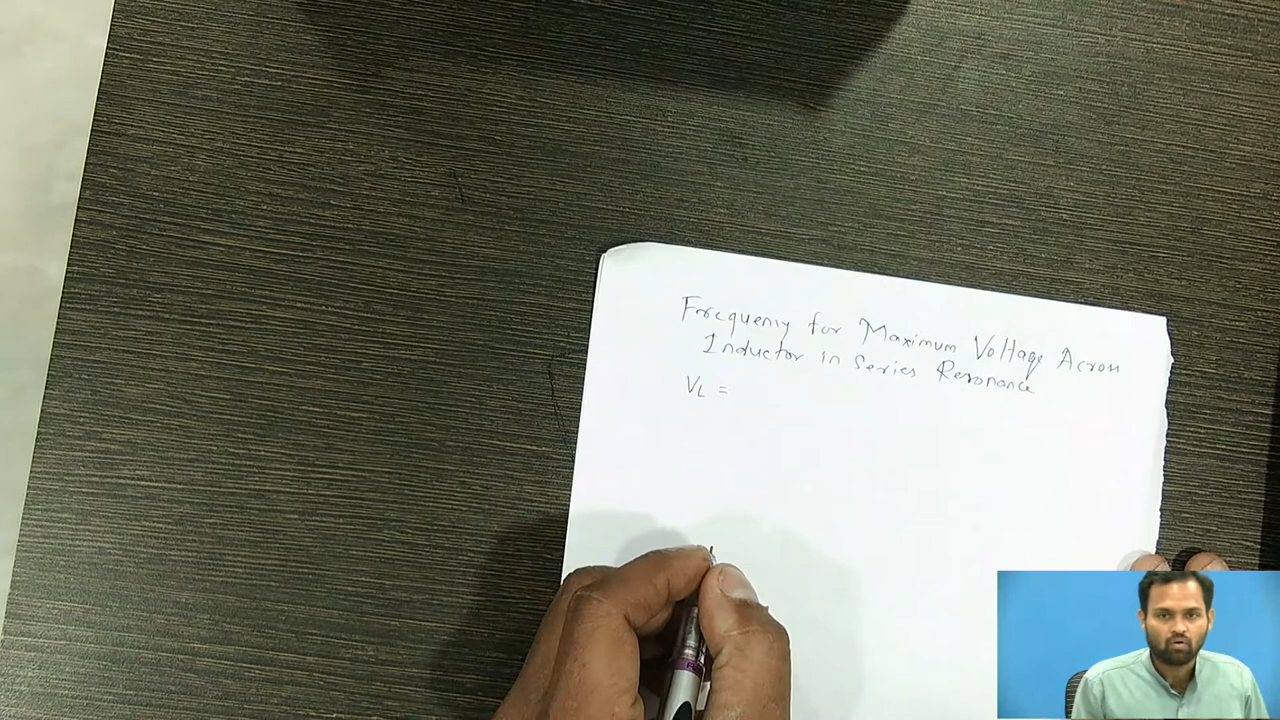 Frequency for Maximum Voltage Across
Inductor in Series Resonance
VL =